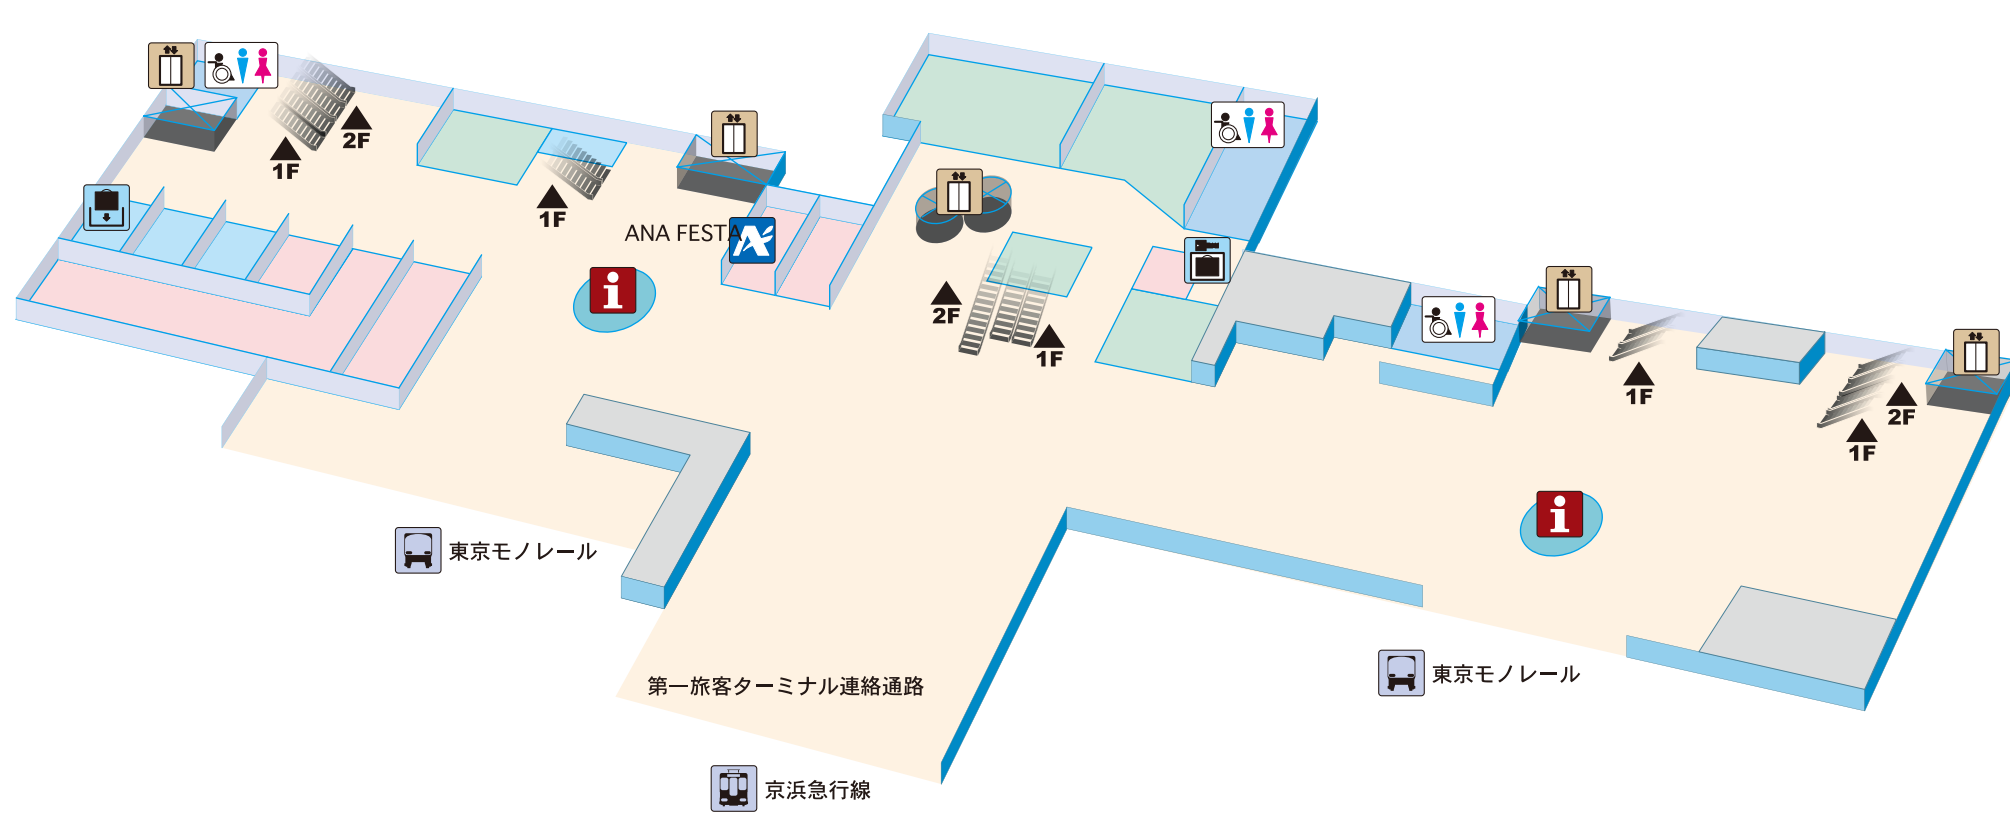 2F
1F
1F
ANA FESTA
2F
1F
1F
2F
1F
東京モノレール
東京モノレール
第一旅客ターミナル連絡通路
京浜急行線